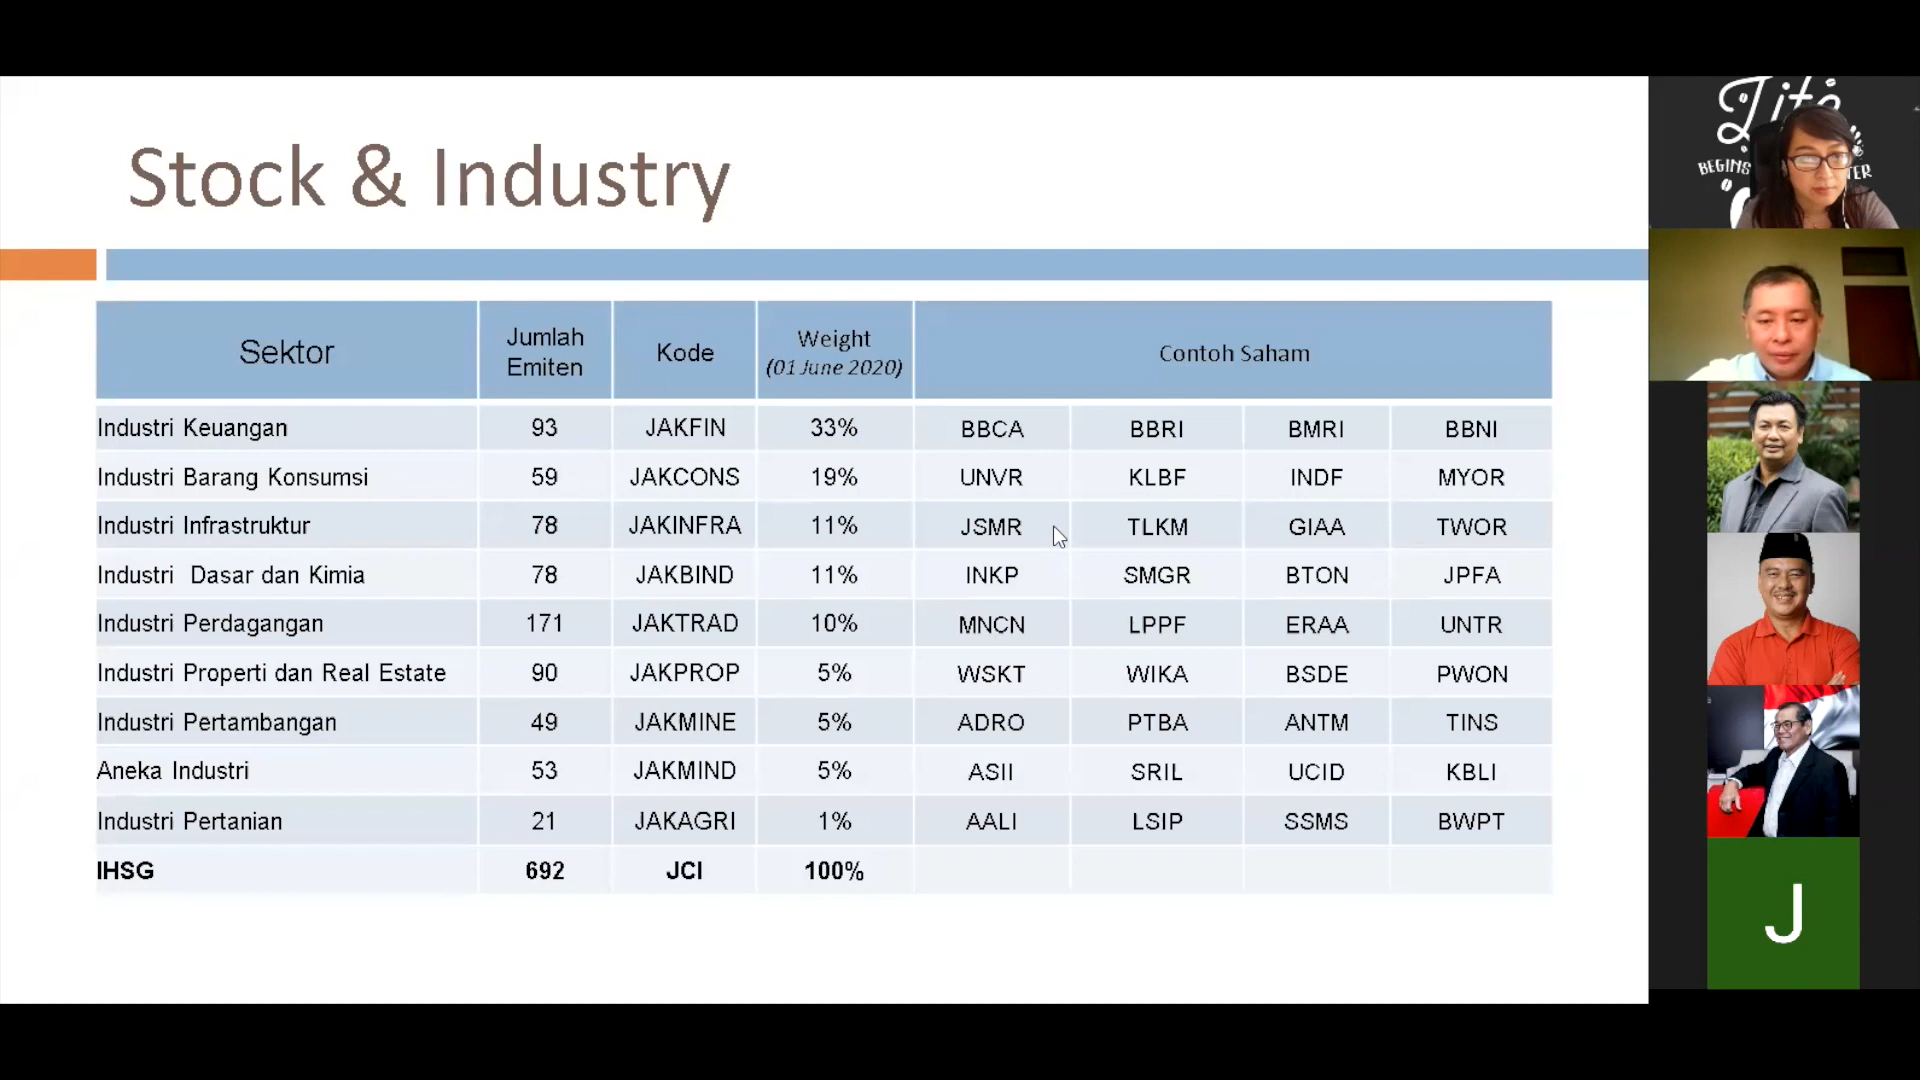 Stock & Industry
Sektor Jumlah Emiten Kode Weight (01 June 2020) Contoh Saham
Industri Keuangan 93 JAKFIN 33% BBCA BBRI BMRI BBNI
Industri Barang Konsumsi 59 JAKCONS 19% UNVR KLBF INDF MYOR
Industri Infrastruktur 78 JAKINFRA 11% JSMR TLKM GIAA TWOR
Industri Dasar dan Kimia 78 JAKBIND 11% INKP SMGR BTON JPFA
Industri Perdagangan 171 JAKTRAD 10% MNCN LPPF ERAA UNTR
Industri Properti dan Real Estate 90 JAKPROP 5% WSKT WIKA BSDE PWON
Industri Pertambangan 49 JAKMINE 5% ADRO PTBA ANTM TINS
Aneka Industri 53 JAKMIND 5% ASII SRIL UCID KBLI
Industri Pertanian 21 JAKAGRI 1% AALI LSIP SSMS BWPT
IHSG 692 JCI 100%
Life
BEGINS
J